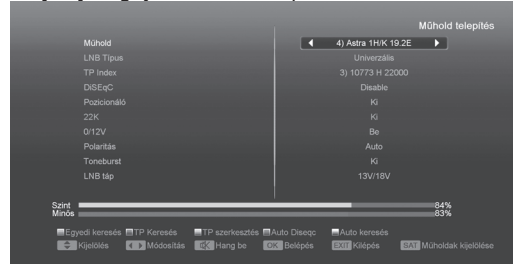 Műhold telepítés
Műhold 4) Astra 1H/K 19.2E
LNB Típus Univerzális
TP Index 3) 10773 H 22000
DiSEqC Disable
Pozicionáló Ki
22K Ki
0/12V Be
Polaritás Auto
Toneburst Ki
LNB táp 13V/18V
Szint 84%
Minős 83%
Egyedi keresés TP Keresés TP szerkesztés Auto Diseqc Auto keresés
Kijelölés Módosítás Hang be OK Belépés EXIT Kilépés SAT Műholdak kijelölése